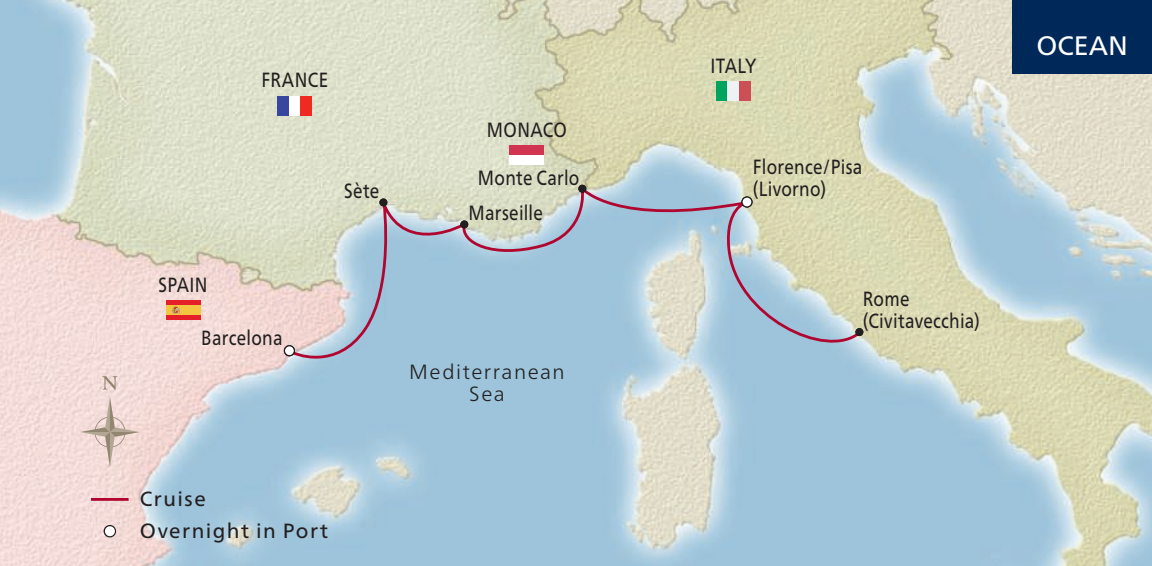 OCEAN
FRANCE
ITALY
MONACO
Monte Carlo
Florence/Pisa
(Livorno)
Sète
Marseille
SPAIN
Barcelona
Rome
(Civitavecchia)
Mediterranean
Sea
N
Cruise
Overnight in Port